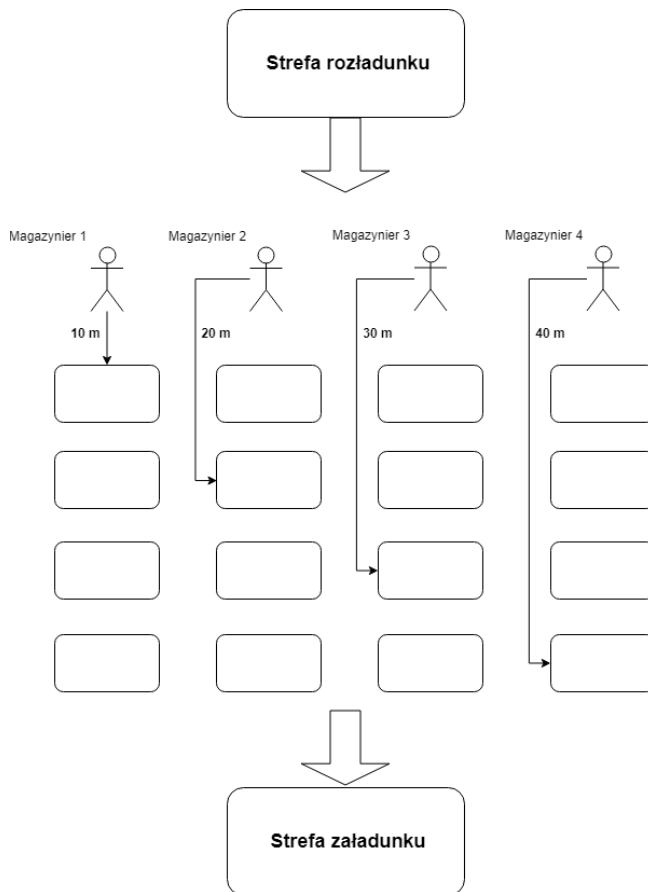 Strefa rozładunku
Magazynier 1
Magazynier 2
Magazynier 3
Magazynier 4
10 m
20 m
30 m
40 m
Strefa załadunku